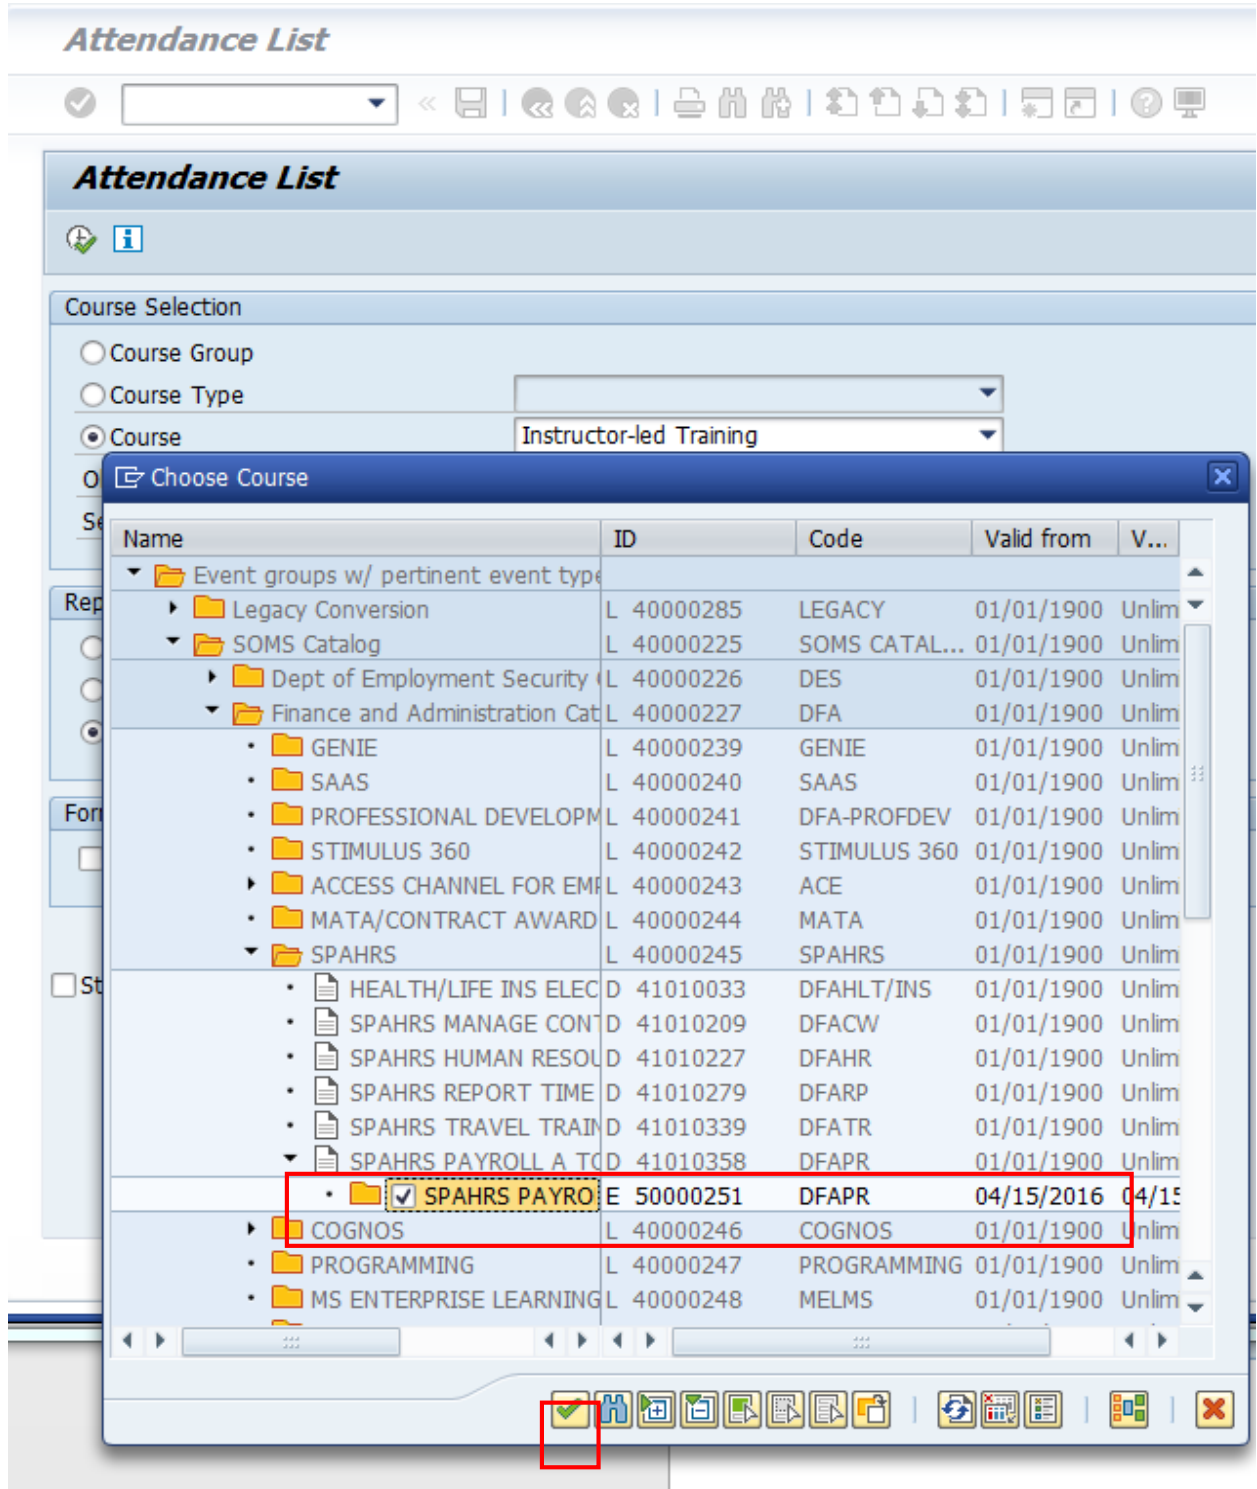 Attendance List
Attendance List
Course Selection
Course Group
Course Type
Course Instructor-led Training
Choose Course
Name ID Code Valid from V...
Event groups w/ pertinent event type
Legacy Conversion L 40000285 LEGACY 01/01/1900 Unlim
SOMS Catalog L 40000225 SOMS CATAL... 01/01/1900 Unlim
Dept of Employment Security L 40000226 DES 01/01/1900 Unlim
Finance and Administration Cat L 40000227 DFA 01/01/1900 Unlim
GENIE L 40000239 GENIE 01/01/1900 Unlim
SAAS L 40000240 SAAS 01/01/1900 Unlim
PROFESSIONAL DEVELOPM L 40000241 DFA-PROFDEV 01/01/1900 Unlim
STIMULUS 360 L 40000242 STIMULUS 360 01/01/1900 Unlim
ACCESS CHANNEL FOR EMP L 40000243 ACE 01/01/1900 Unlim
MATA/CONTRACT AWARD L 40000244 MATA 01/01/1900 Unlim
SPAHRS L 40000245 SPAHRS 01/01/1900 Unlim
HEALTH/LIFE INS ELEC D 41010033 DFAHLT/INS 01/01/1900 Unlim
SPAHRS MANAGE CONT D 41010209 DFACW 01/01/1900 Unlim
SPAHRS HUMAN RESOU D 41010227 DFAHR 01/01/1900 Unlim
SPAHRS REPORT TIME D 41010279 DFARP 01/01/1900 Unlim
SPAHRS TRAVEL TRAIN D 41010339 DFATR 01/01/1900 Unlim
SPAHRS PAYROLL A TO D 41010358 DFAPR 01/01/1900 Unlim
SPAHRS PAYRO E 50000251 DFAPR 04/15/2016 04/15
COGNOS L 40000246 COGNOS 01/01/1900 Unlim
PROGRAMMING L 40000247 PROGRAMMING 01/01/1900 Unlim
MS ENTERPRISE LEARNING L 40000248 MELMS 01/01/1900 Unlim
Rep
For
St